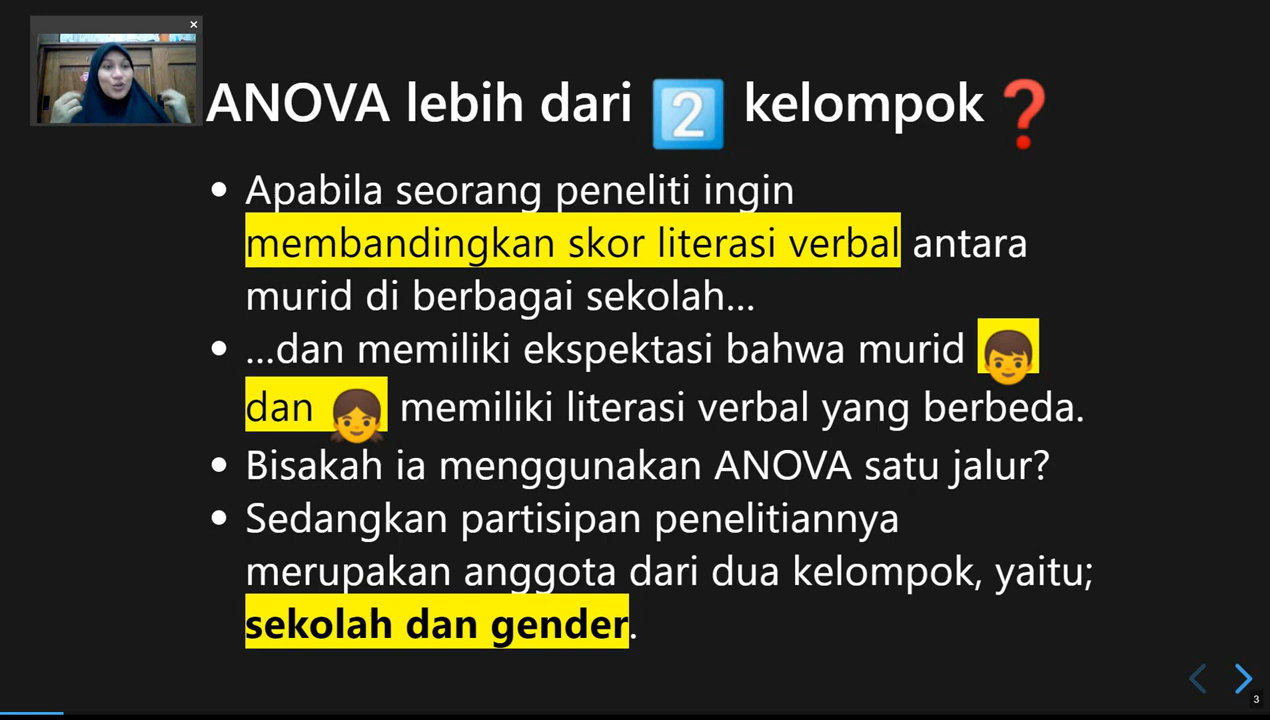 ANOVA lebih dari 2️⃣ kelompok❓
• Apabila seorang peneliti ingin
membandingkan skor literasi verbal antara
murid di berbagai sekolah...
• ...dan memiliki ekspektasi bahwa murid 👦
dan 👧 memiliki literasi verbal yang berbeda.
• Bisakah ia menggunakan ANOVA satu jalur?
• Sedangkan partisipan penelitiannya
merupakan anggota dari dua kelompok, yaitu;
sekolah dan gender.
3